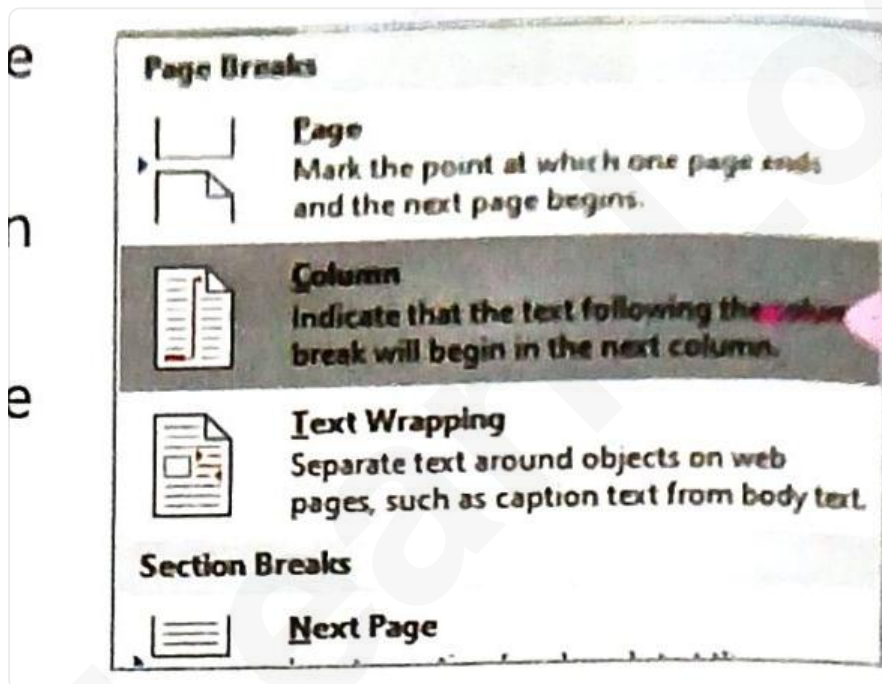 e
Page Breaks
Page
Mark the point at which one page ends
and the next page begins.
n
Column
Indicate that the text following the colum
break will begin in the next column.
e
Text Wrapping
Separate text around objects on web
pages, such as caption text from body text.
Section Breaks
Next Page